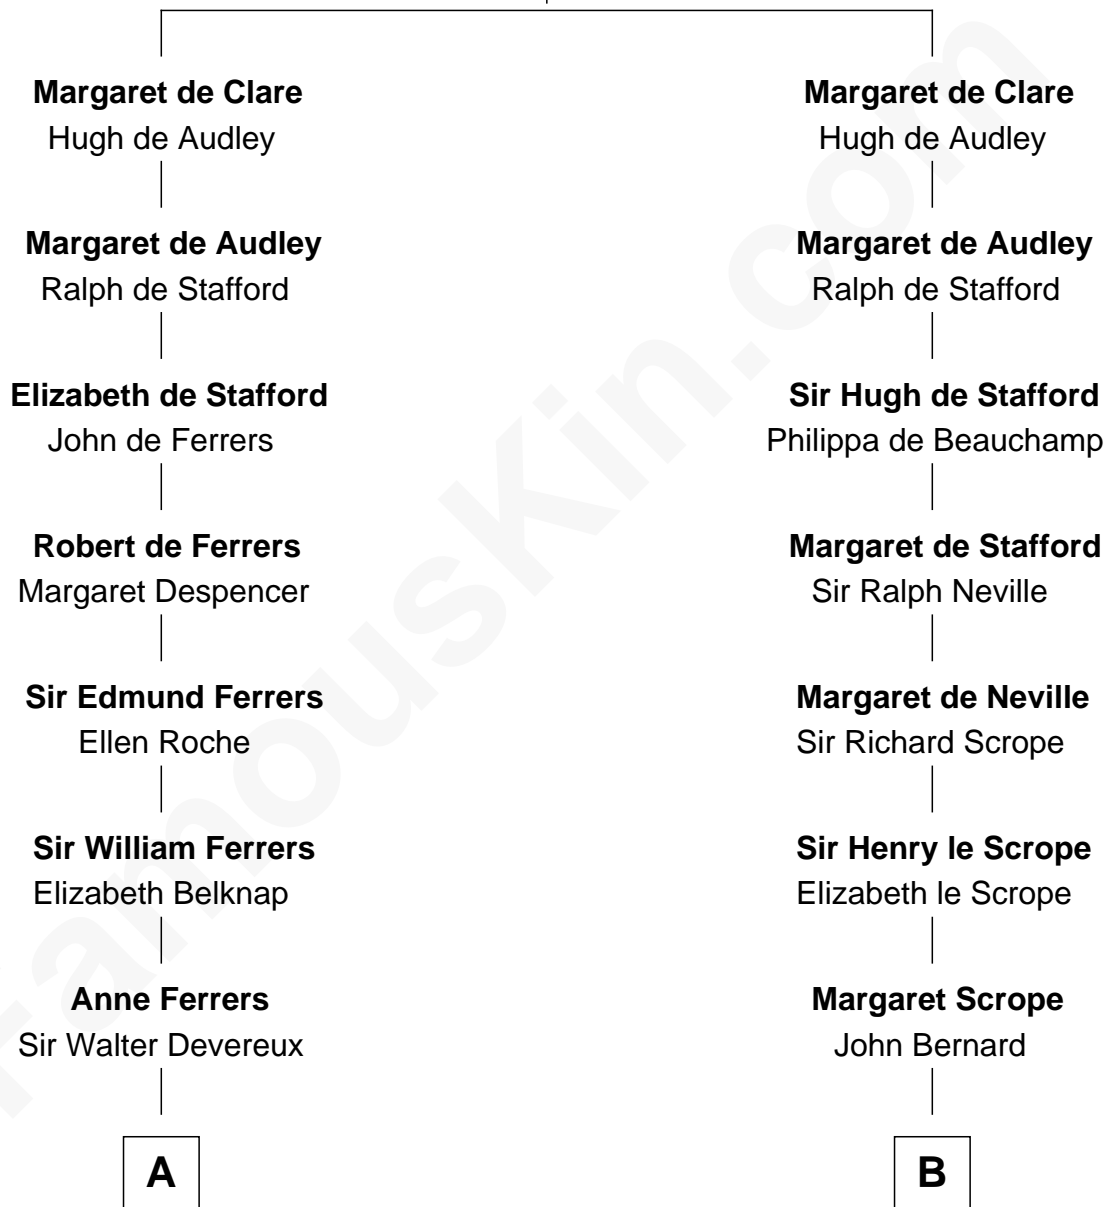 Margaret de Clare
Hugh de Audley
Margaret de Audley
Ralph de Stafford
Elizabeth de Stafford
John de Ferrers
Robert de Ferrers
Margaret Despencer
Sir Edmund Ferrers
Ellen Roche
Sir William Ferrers
Elizabeth Belknap
Anne Ferrers
Sir Walter Devereux
A
Margaret de Clare
Hugh de Audley
Margaret de Audley
Ralph de Stafford
Sir Hugh de Stafford
Philippa de Beauchamp
Margaret de Stafford
Sir Ralph Neville
Margaret de Neville
Sir Richard Scrope
Sir Henry le Scrope
Elizabeth le Scrope
Margaret Scrope
John Bernard
B
FamousKin.com